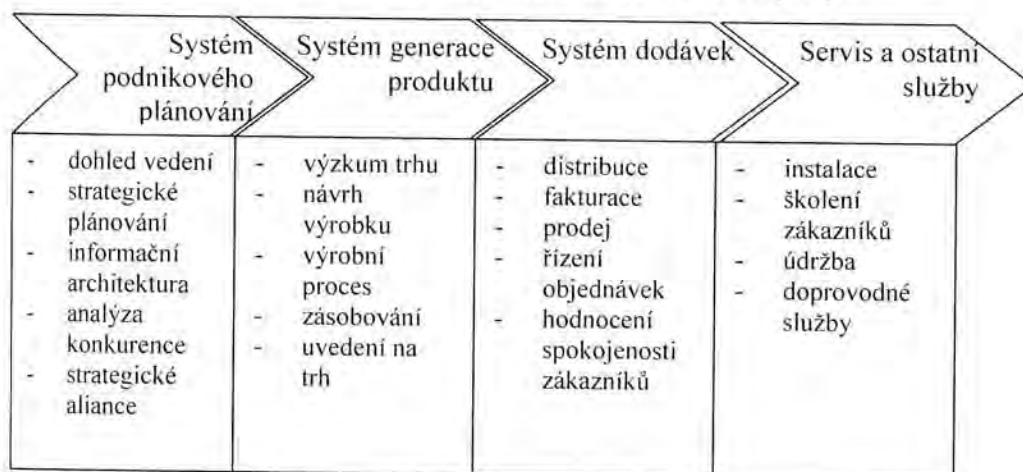 Systém
podnikového
plánování
Systém generace
produktu
Systém dodávek
Servis a ostatní
služby
- dohled vedení
- strategické
plánování
- informační
architektura
- analýza
konkurence
- strategické
aliance
- výzkum trhu
- návrh
výrobku
- výrobní
proces
- zásobování
- uvedení na
trh
- distribuce
- fakturace
- prodej
- řízení
objednávek
- hodnocení
spokojenosti
zákazníků
- instalace
- školení
zákazníků
- údržba
- doprovodné
služby